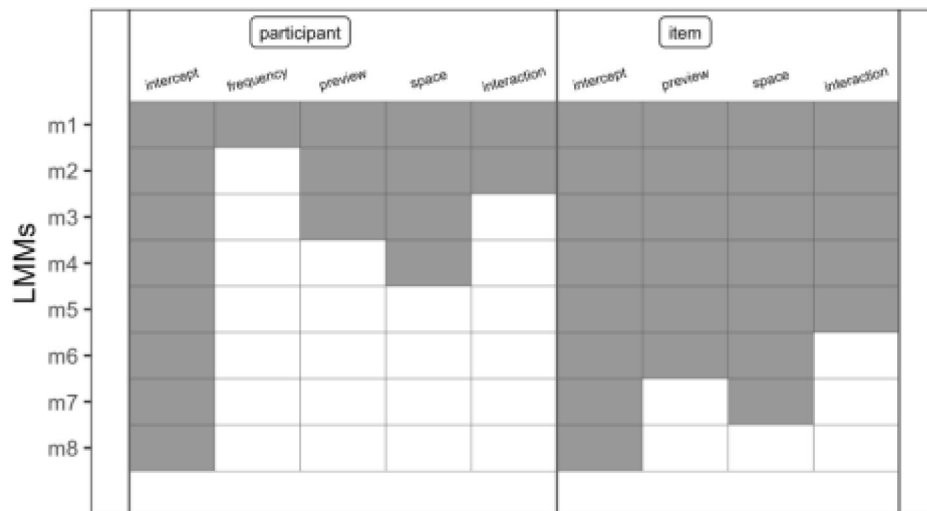 participant item
intercept frequency preview space interaction intercept preview space interaction
m1
m2
m3
m4
LMMs
m5
m6
m7
m8